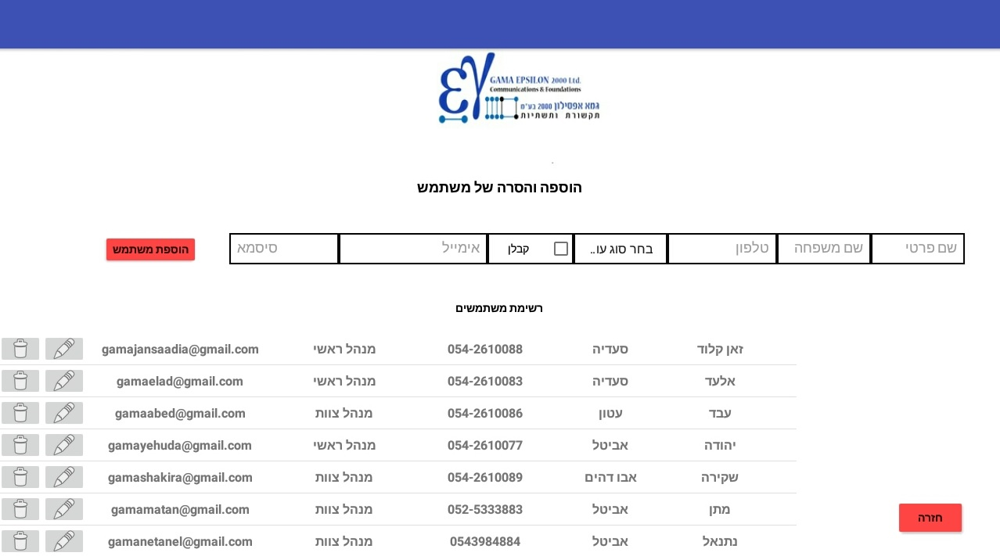 GAMA EPSILON 2000 Ltd.
Communications & Foundations
גמא אפסילון 2000 בע"מ
תקשורת ותשתיות
.
הוספה והסרה של משתמש
שם פרטי שם משפחה טלפון בחר סוג עו.. קבלן אימייל סיסמא הוספת משתמש
רשימת משתמשים
זאן קלוד סעדיה 054-2610088 מנהל ראשי gamajansaadia@gmail.com
אלעד סעדיה 054-2610083 מנהל ראשי gamaelad@gmail.com
עבד עטון 054-2610086 מנהל צוות gamaabed@gmail.com
יהודה אביטל 054-2610077 מנהל ראשי gamayehuda@gmail.com
שקירה אבו דהים 054-2610089 מנהל צוות gamashakira@gmail.com
מתן אביטל 052-5333883 מנהל צוות gamamatan@gmail.com
חזרה
נתנאל אביטל 0543984884 מנהל צוות gamanetanel@gmail.com